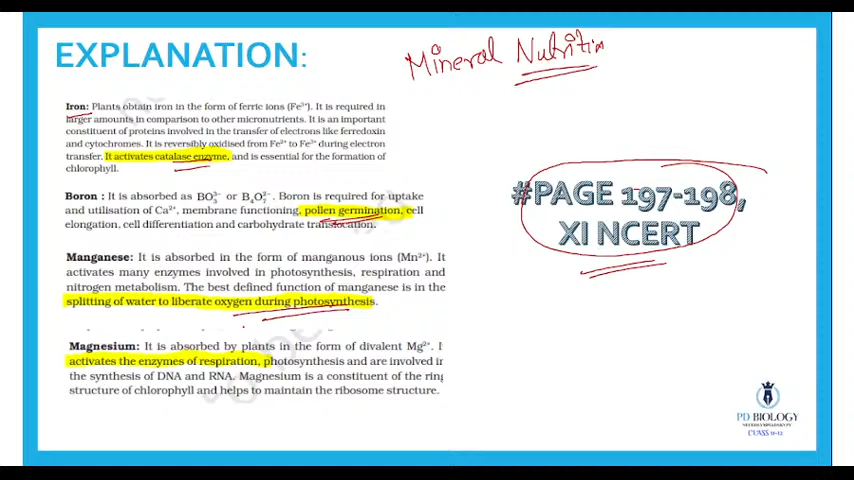 EXPLANATION:
Mineral Nutrition
Iron: Plants obtain iron in the form of ferric ions (Fe³⁺). It is required in
larger amounts in comparison to other micronutrients. It is an important
constituent of proteins involved in the transfer of electrons like ferredoxin
and cytochromes. It is reversibly oxidised from Fe²⁺ to Fe³⁺ during electron
transfer. It activates catalase enzyme, and is essential for the formation of
chlorophyll.
Boron : It is absorbed as BO₃³⁻ or B₄O₇²⁻. Boron is required for uptake
and utilisation of Ca²⁺, membrane functioning, pollen germination, cell
elongation, cell differentiation and carbohydrate translocation.
Manganese: It is absorbed in the form of manganous ions (Mn²⁺). It
activates many enzymes involved in photosynthesis, respiration and
nitrogen metabolism. The best defined function of manganese is in the
splitting of water to liberate oxygen during photosynthesis.
Magnesium: It is absorbed by plants in the form of divalent Mg²⁺. I
activates the enzymes of respiration, photosynthesis and are involved in
the synthesis of DNA and RNA. Magnesium is a constituent of the ring
structure of chlorophyll and helps to maintain the ribosome structure.
#PAGE 197-198,
XI NCERT
PD BIOLOGY
CLASS 11-12